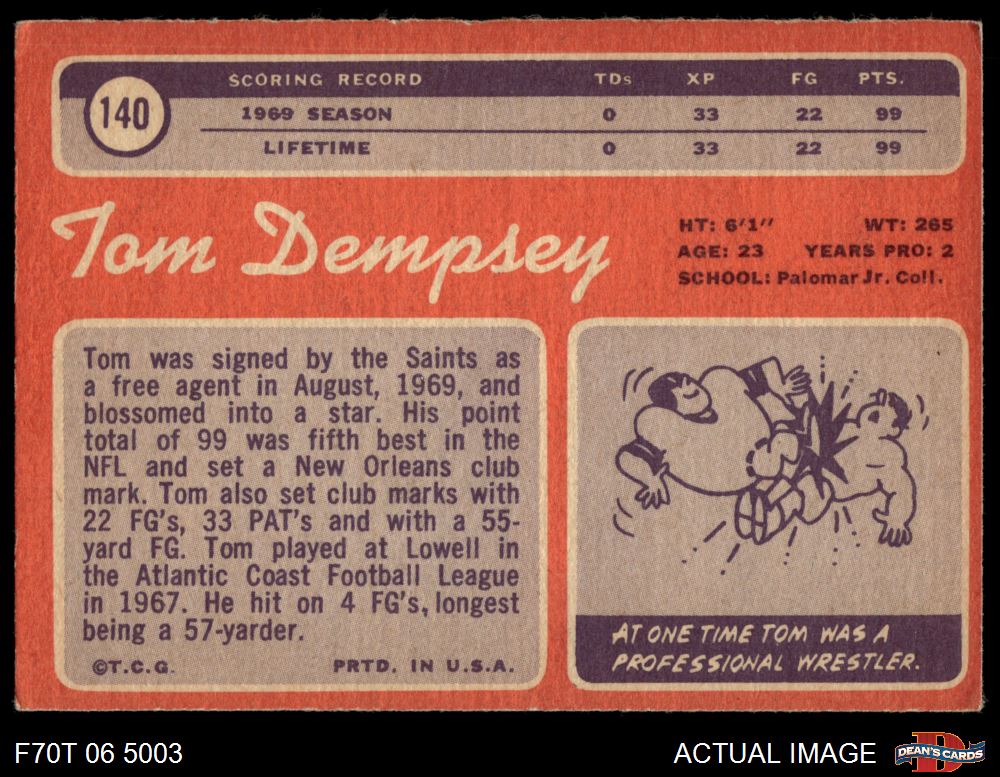 140
SCORING RECORD TDs XP FG PTS.
1969 SEASON 0 33 22 99
LIFETIME 0 33 22 99
Tom Dempsey
HT: 6'1" WT: 265
AGE: 23 YEARS PRO: 2
SCHOOL: Palomar Jr. Coll.
Tom was signed by the Saints as
a free agent in August, 1969, and
blossomed into a star. His point
total of 99 was fifth best in the
NFL and set a New Orleans club
mark. Tom also set club marks with
22 FG's, 33 PAT's and with a 55-
yard FG. Tom played at Lowell in
the Atlantic Coast Football League
in 1967. He hit on 4 FG's, longest
being a 57-yarder.
©T.C.G. PRTD. IN U.S.A.
AT ONE TIME TOM WAS A
PROFESSIONAL WRESTLER.
F70T 06 5003
ACTUAL IMAGE
D
DEAN'S CARDS